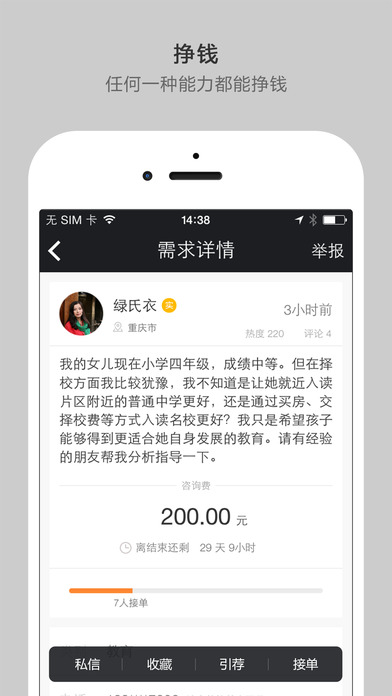 挣钱
任何一种能力都能挣钱
无 SIM 卡 14:38
需求详情 举报
绿氏衣 实 3小时前
重庆市 热度 220 评论 4
我的女儿现在小学四年级，成绩中等。但在择
校方面我比较犹豫，我不知道是让她就近入读
片区附近的普通中学更好，还是通过买房、交
择校费等方式入读名校更好？我只是希望孩子
能够得到更适合她自身发展的教育。请有经验
的朋友帮我分析指导一下。
咨询费
200.00 元
离结束还剩 29 天 9小时
7人接单
私信 收藏 引荐 接单